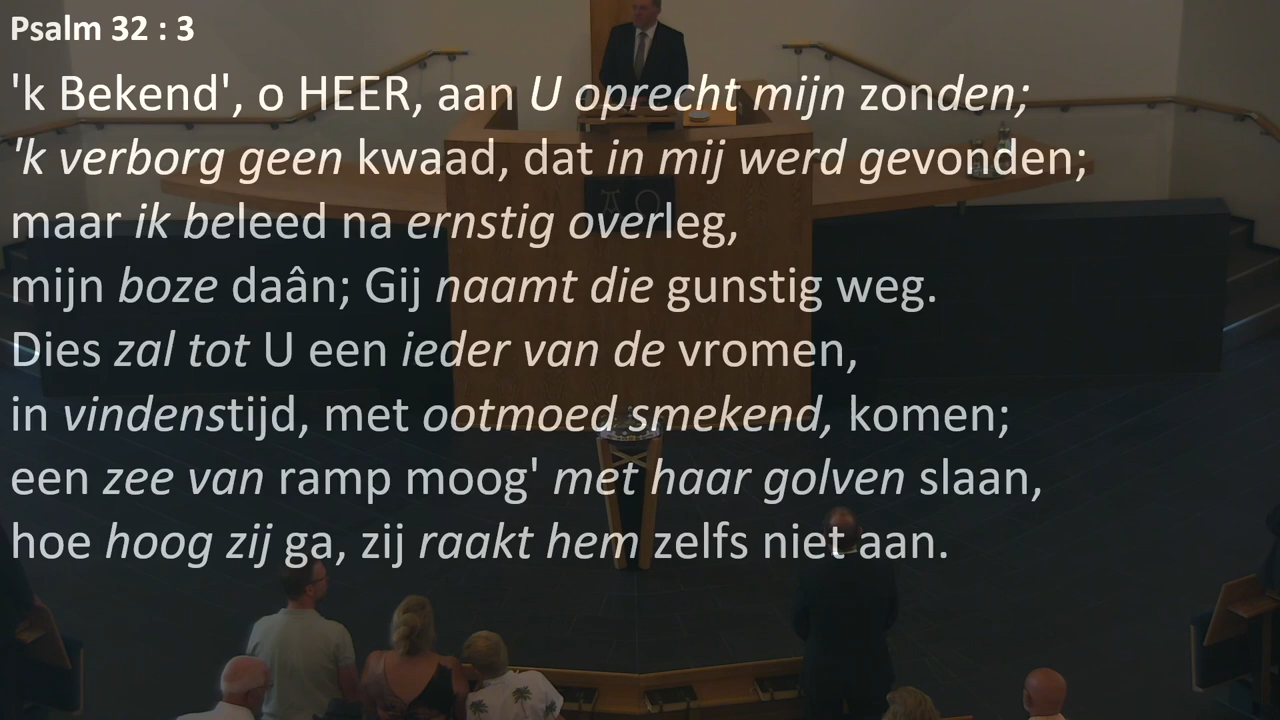 Psalm 32 : 3
'k Bekend', o HEER, aan U oprecht mijn zonden;
'k verborg geen kwaad, dat in mij werd gevonden;
maar ik beleed na ernstig overleg,
mijn boze daân; Gij naamt die gunstig weg.
Dies zal tot U een ieder van de vromen,
in vindenstijd, met ootmoed smekend, komen;
een zee van ramp moog' met haar golven slaan,
hoe hoog zij ga, zij raakt hem zelfs niet aan.
A Ω